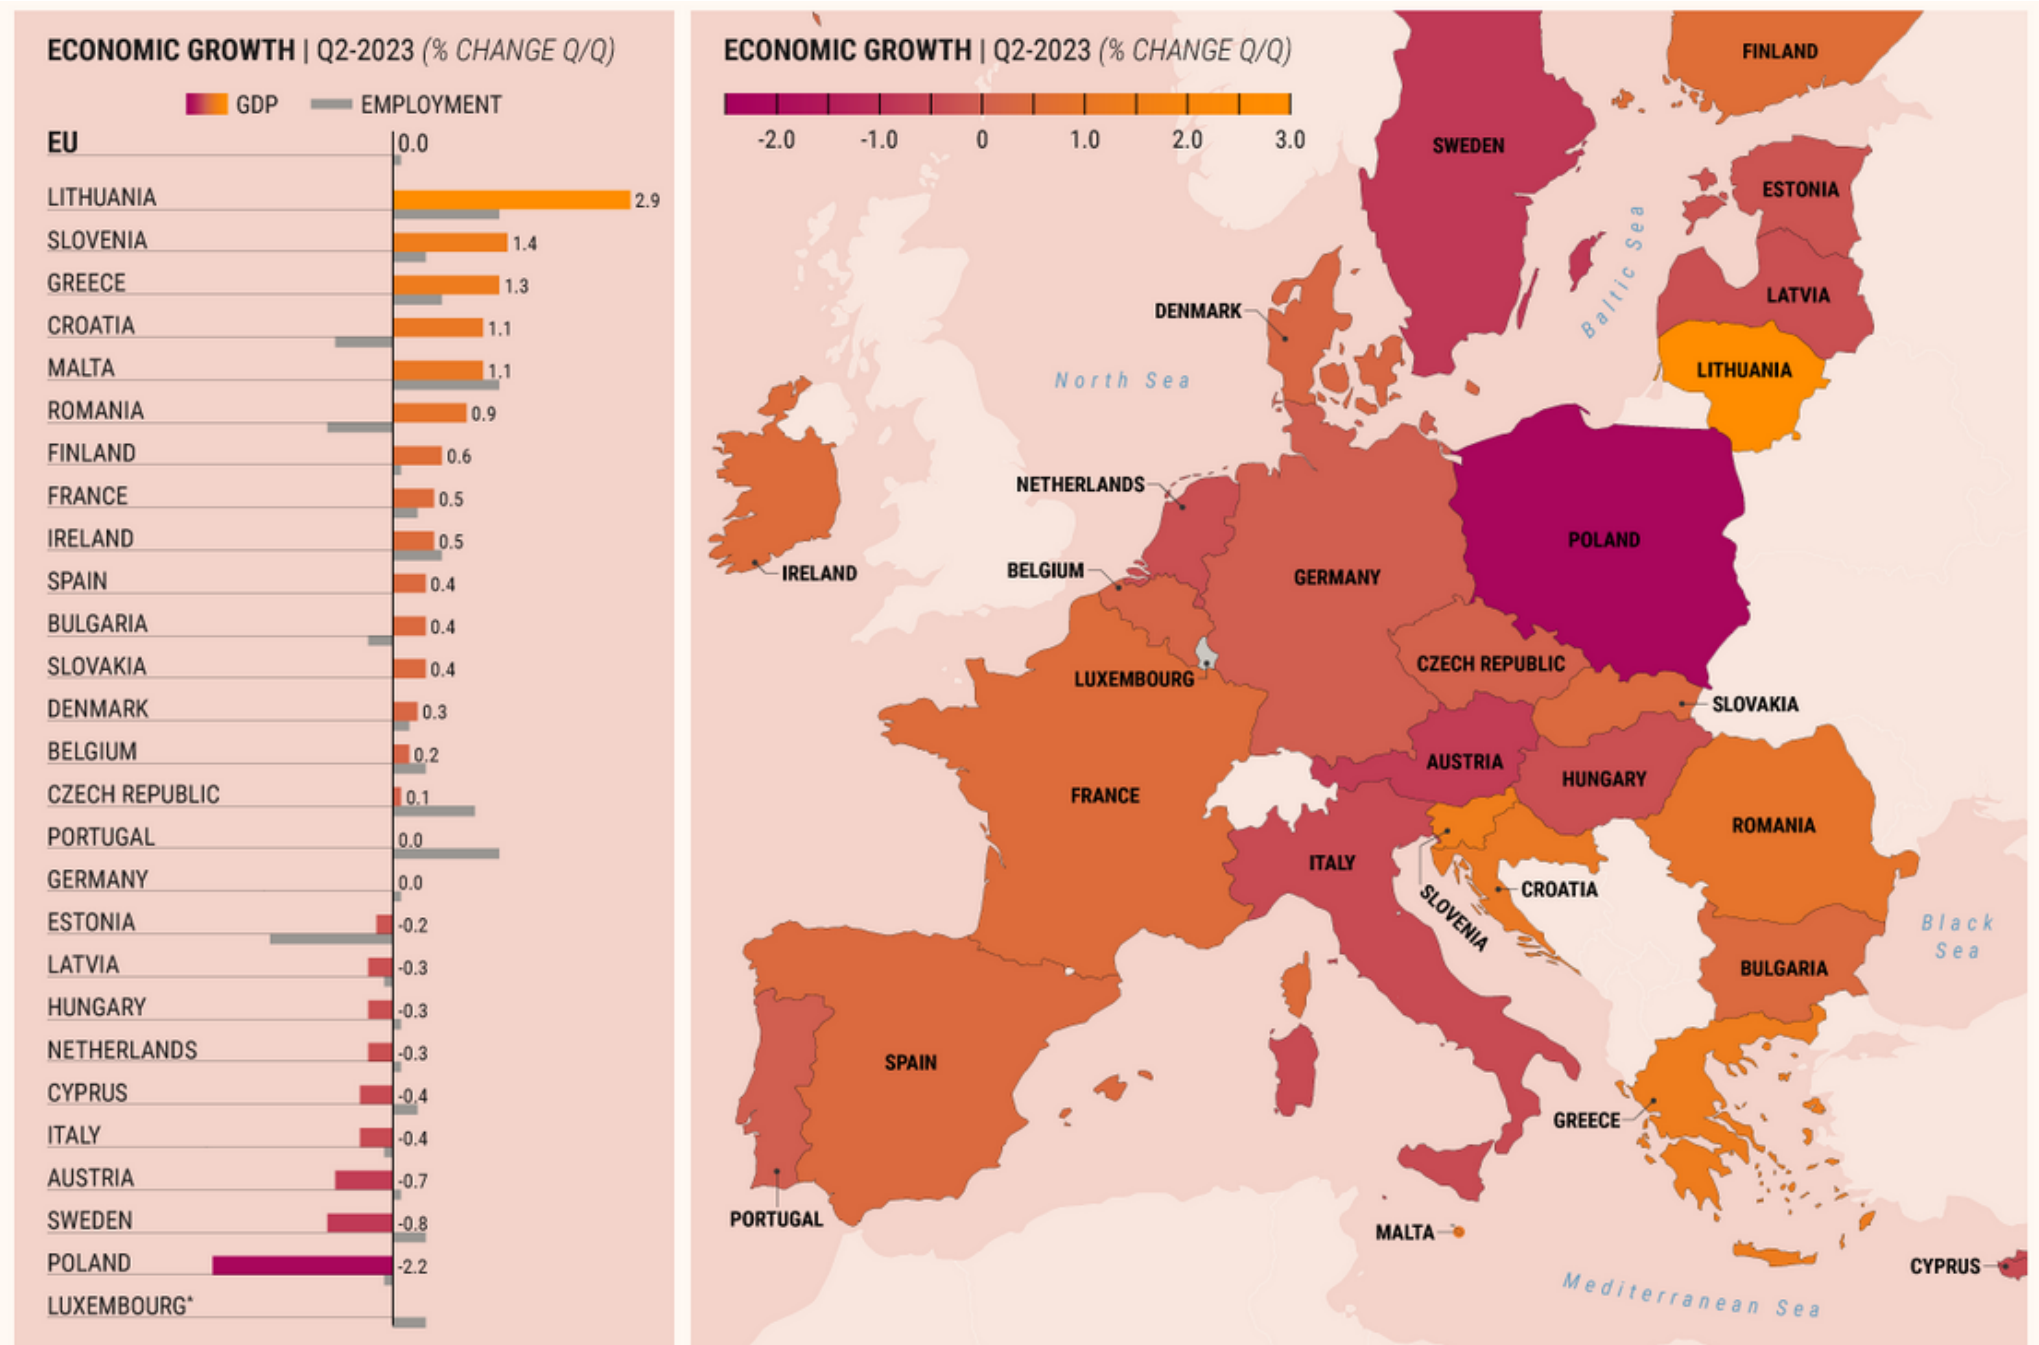 ECONOMIC GROWTH | Q2-2023 (% CHANGE Q/Q)
GDP EMPLOYMENT
EU 0.0
LITHUANIA 2.9
SLOVENIA 1.4
GREECE 1.3
CROATIA 1.1
MALTA 1.1
ROMANIA 0.9
FINLAND 0.6
FRANCE 0.5
IRELAND 0.5
SPAIN 0.4
BULGARIA 0.4
SLOVAKIA 0.4
DENMARK 0.3
BELGIUM 0.2
CZECH REPUBLIC 0.1
PORTUGAL 0.0
GERMANY 0.0
ESTONIA -0.2
LATVIA -0.3
HUNGARY -0.3
NETHERLANDS -0.3
CYPRUS -0.4
ITALY -0.4
AUSTRIA -0.7
SWEDEN -0.8
POLAND -2.2
LUXEMBOURG*
ECONOMIC GROWTH | Q2-2023 (% CHANGE Q/Q)
-2.0 -1.0 0 1.0 2.0 3.0
FINLAND
SWEDEN
ESTONIA
Baltic Sea
LATVIA
DENMARK
LITHUANIA
North Sea
NETHERLANDS
POLAND
BELGIUM
IRELAND
GERMANY
CZECH REPUBLIC
LUXEMBOURG
SLOVAKIA
AUSTRIA
HUNGARY
FRANCE
ROMANIA
ITALY
CROATIA
SLOVENIA
Black
Sea
BULGARIA
SPAIN
GREECE
PORTUGAL
MALTA
CYPRUS
Mediterranean Sea